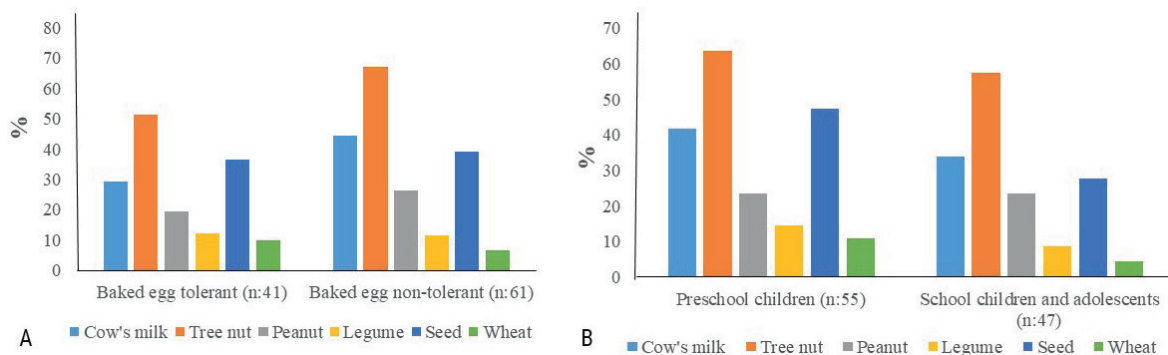 80
70
60
50
40
30
20
10
0
%
Baked egg tolerant (n:41)
Baked egg non-tolerant (n:61)
A
Cow's milk
Tree nut
Peanut
Legume
Seed
Wheat
70
60
50
40
30
20
10
0
%
Preschool children (n:55)
School children and adolescents
(n:47)
B
Cow's milk
Tree nut
Peanut
Legume
Seed
Wheat